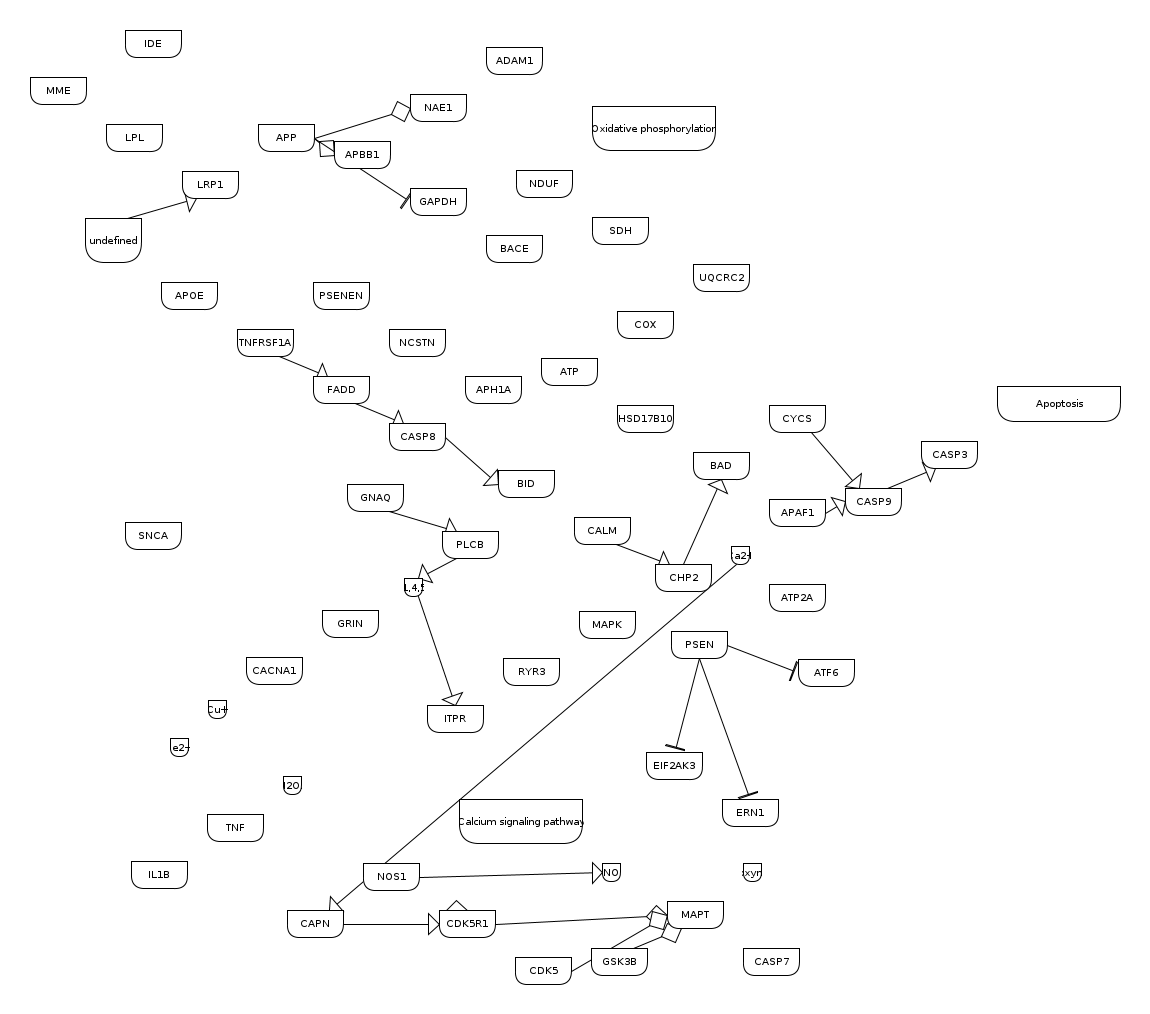 IDE
ADAM1
MME
NAE1
Oxidative phosphorylation
LPL
APP
APBB1
LRP1
NDUF
GAPDH
SDH
undefined
BACE
UQCRC2
APOE
PSENEN
COX
TNFRSF1A
NCSTN
ATP
FADD
APH1A
Apoptosis
HSD17B10
CYCS
CASP8
CASP3
BAD
BID
GNAQ
CASP9
APAF1
CALM
SNCA
PLCB
Ca2+
CHP2
1,4,5
ATP2A
GRIN
MAPK
PSEN
CACNA1
RYR3
ATF6
Cu+
e2+
ITPR
EIF2AK3
I2O
ERN1
Calcium signaling pathway
TNF
IL1B
NOS1
NO
xyr
MAPT
CAPN
CDK5R1
CDK5
GSK3B
CASP7